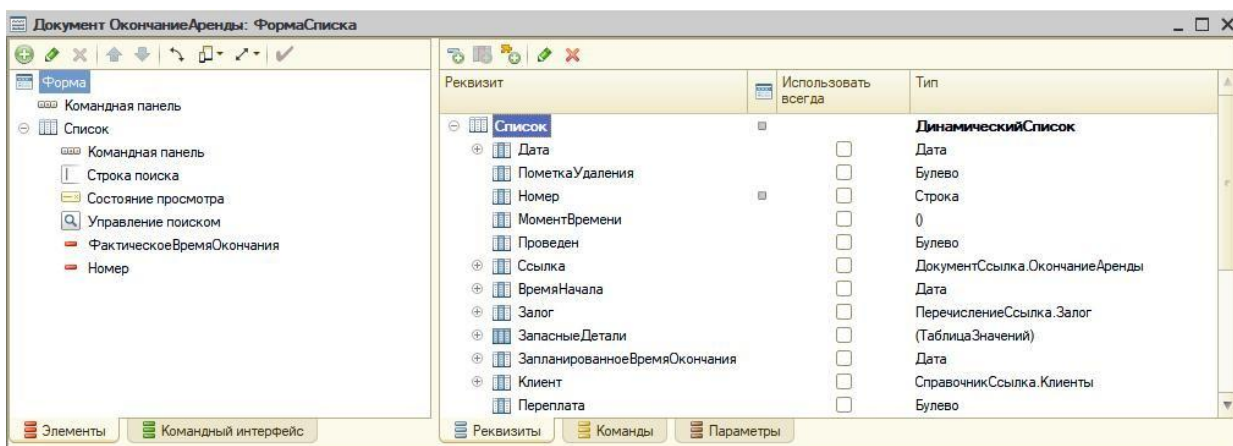 Документ ОкончаниеАренды: ФормаСписка
Форма
Командная панель
Список
Командная панель
Строка поиска
Состояние просмотра
Управление поиском
ФактическоеВремяОкончания
Номер
Элементы
Командный интерфейс
Реквизит
Использовать
всегда
Тип
Список ДинамическийСписок
Дата Дата
ПометкаУдаления Булево
Номер Строка
МоментВремени ()
Проведен Булево
Ссылка ДокументСсылка.ОкончаниеАренды
ВремяНачала Дата
Залог ПеречислениеСсылка.Залог
ЗапасныеДетали (ТаблицаЗначений)
ЗапланированноеВремяОкончания Дата
Клиент СправочникСсылка.Клиенты
Переплата Булево
Реквизиты
Команды
Параметры